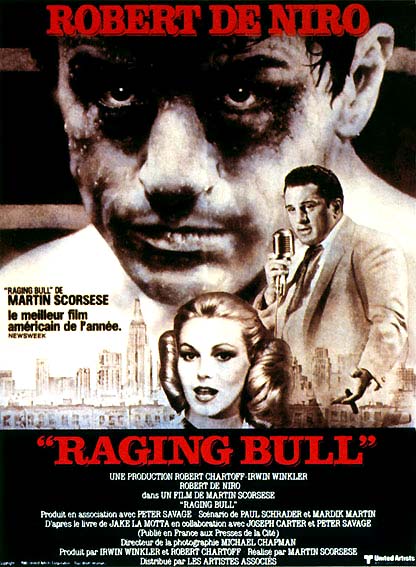 ROBERT DE NIRO
"RAGING BULL" DE
MARTIN SCORSESE
le meilleur film
américain de l'année.
NEWSWEEK
"RAGING BULL"
UNE PRODUCTION ROBERT CHARTOFF-IRWIN WINKLER
ROBERT DE NIRO
dans UN FILM DE MARTIN SCORSESE
"RAGING BULL"
Produit en association avec PETER SAVAGE Scénario de PAUL SCHRADER et MARDIK MARTIN
D'après le livre de JAKE LA MOTTA en collaboration avec JOSEPH CARTER et PETER SAVAGE
(Publié en France aux Presses de la Cité)
Directeur de la photographie MICHAEL CHAPMAN
Produit par IRWIN WINKLER et ROBERT CHARTOFF Réalisé par MARTIN SCORSESE
Distribué par LES ARTISTES ASSOCIÉS
United Artists